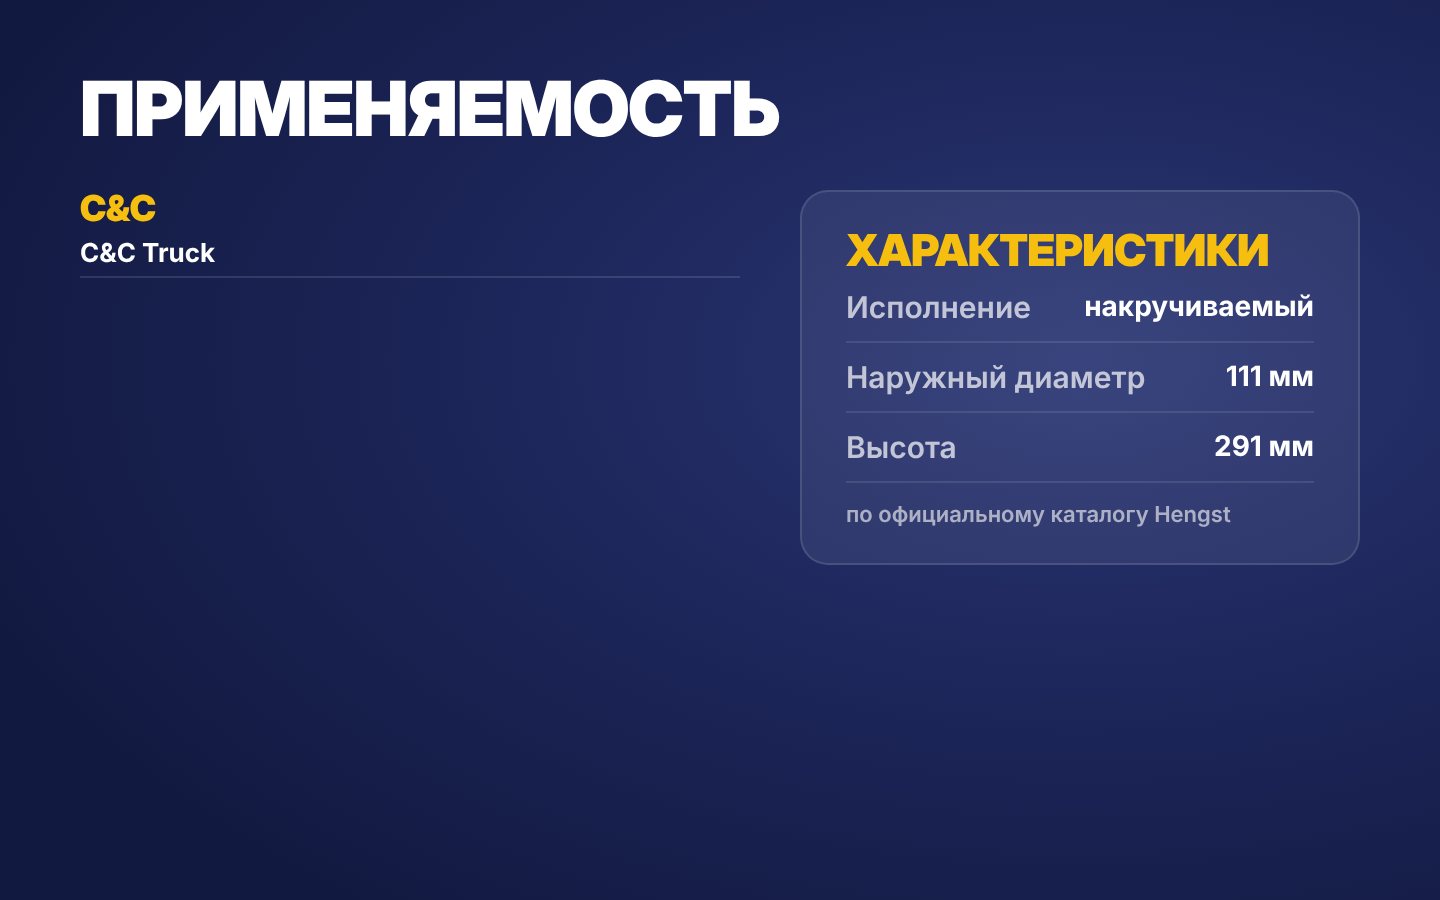 ПРИМЕНЯЕМОСТЬ
C&C
C&C Truck
ХАРАКТЕРИСТИКИ
Исполнение накручиваемый
Наружный диаметр 111 мм
Высота 291 мм
по официальному каталогу Hengst